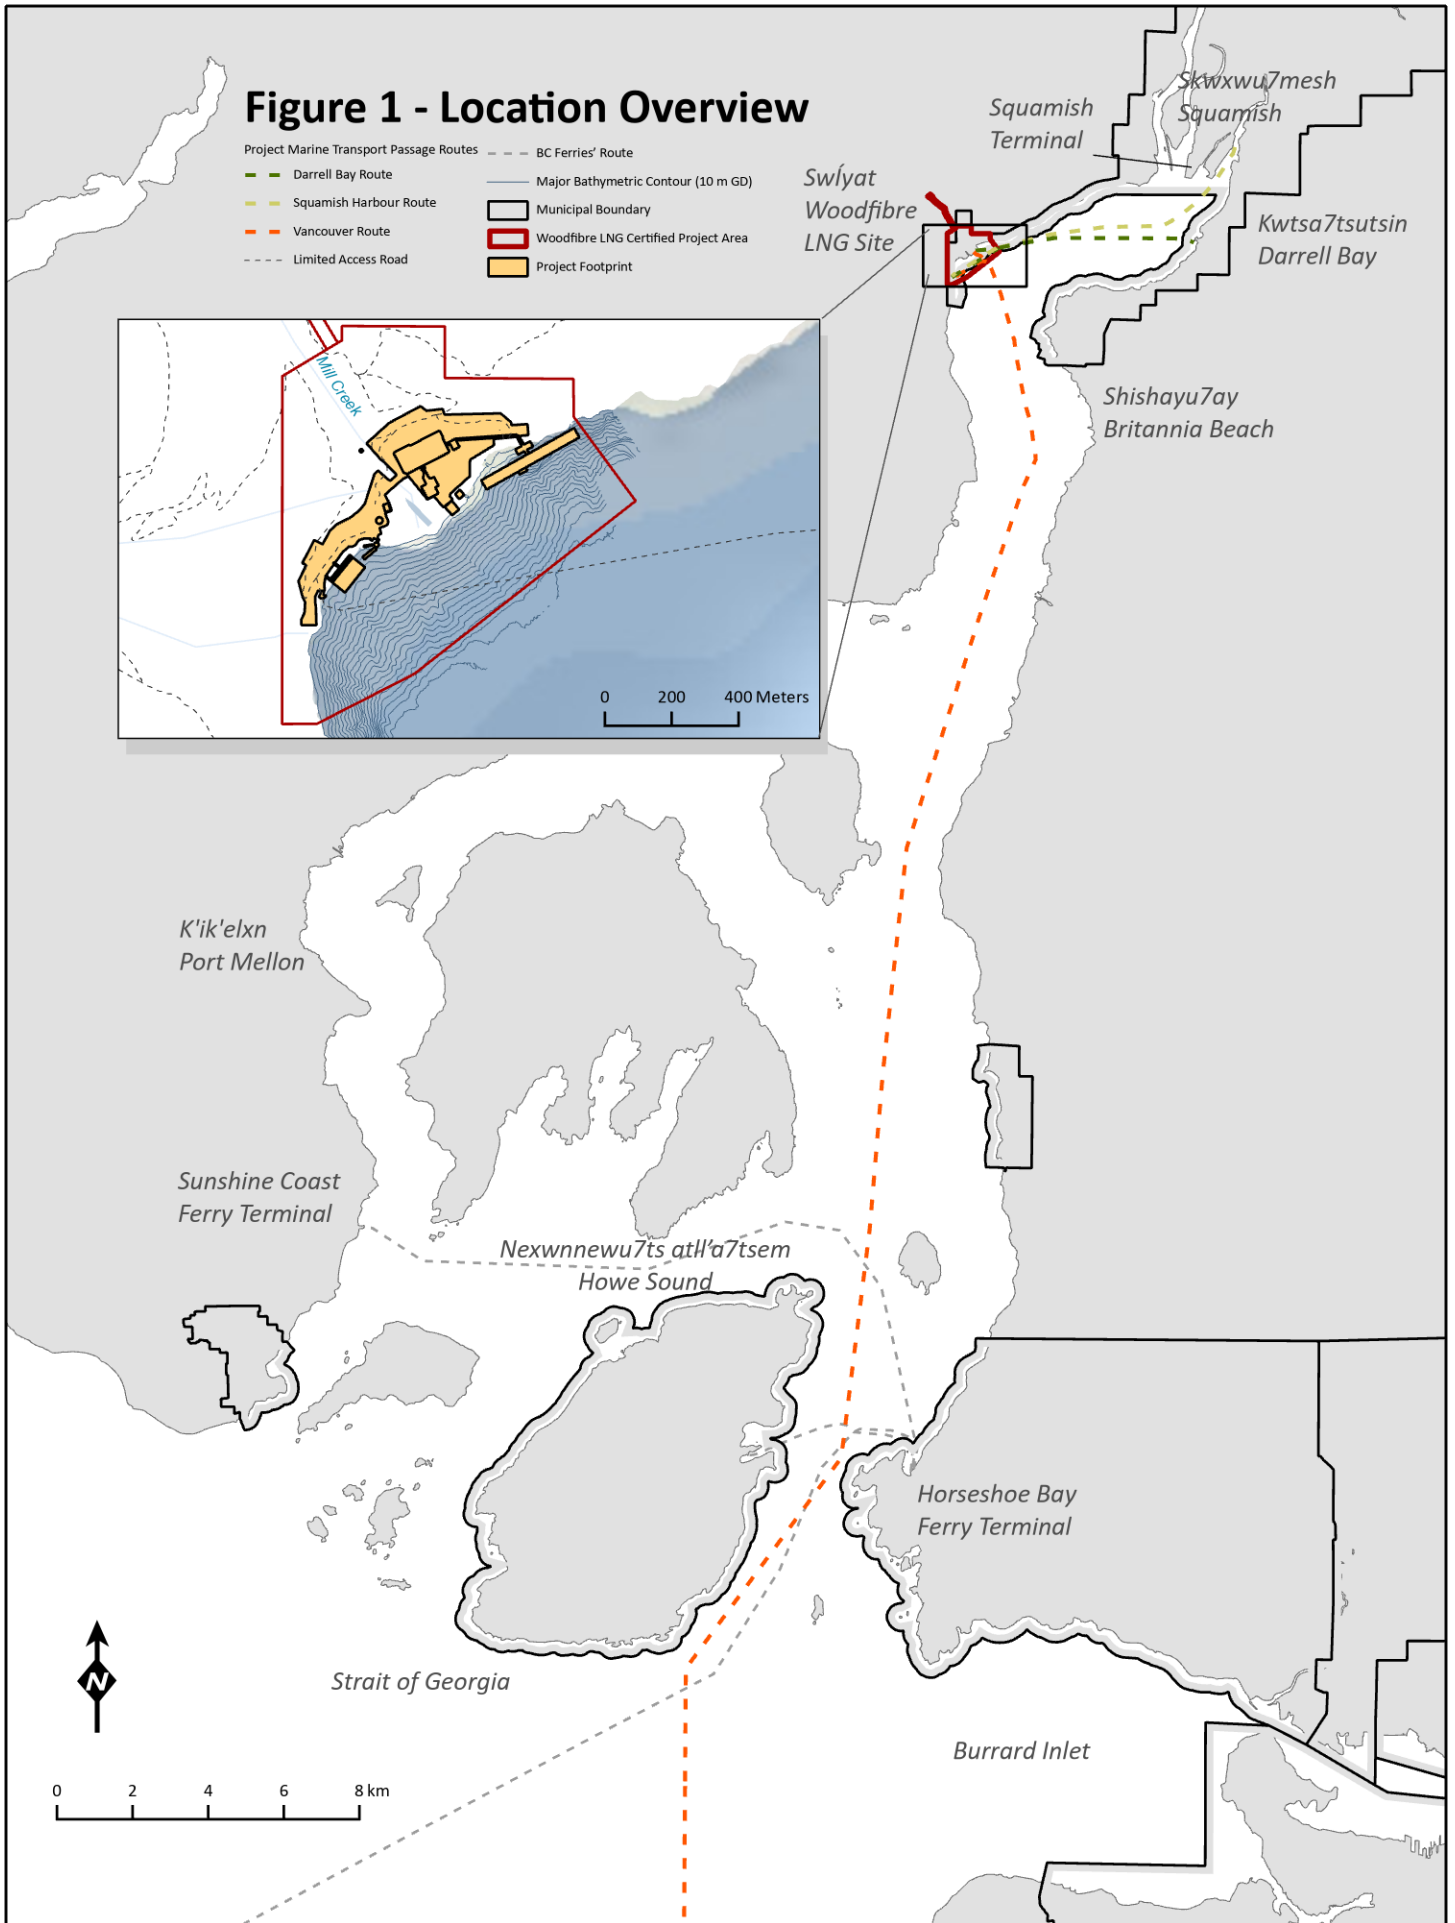 Figure 1 - Location Overview
Project Marine Transport Passage Routes
Darrell Bay Route
Squamish Harbour Route
Vancouver Route
Limited Access Road
BC Ferries' Route
Major Bathymetric Contour (10 m GD)
Municipal Boundary
Woodfibre LNG Certified Project Area
Project Footprint
Skwxwu7mesh
Squamish
Squamish
Terminal
Swíyat
Woodfibre
LNG Site
Kwtsa7tsutsin
Darrell Bay
Mill Creek
0 200 400 Meters
Shishayu7ay
Britannia Beach
K'ik'elxn
Port Mellon
Sunshine Coast
Ferry Terminal
Nexwnnewu7ts atll'a7tsem
Howe Sound
Horseshoe Bay
Ferry Terminal
N
Strait of Georgia
Burrard Inlet
0 2 4 6 8 km